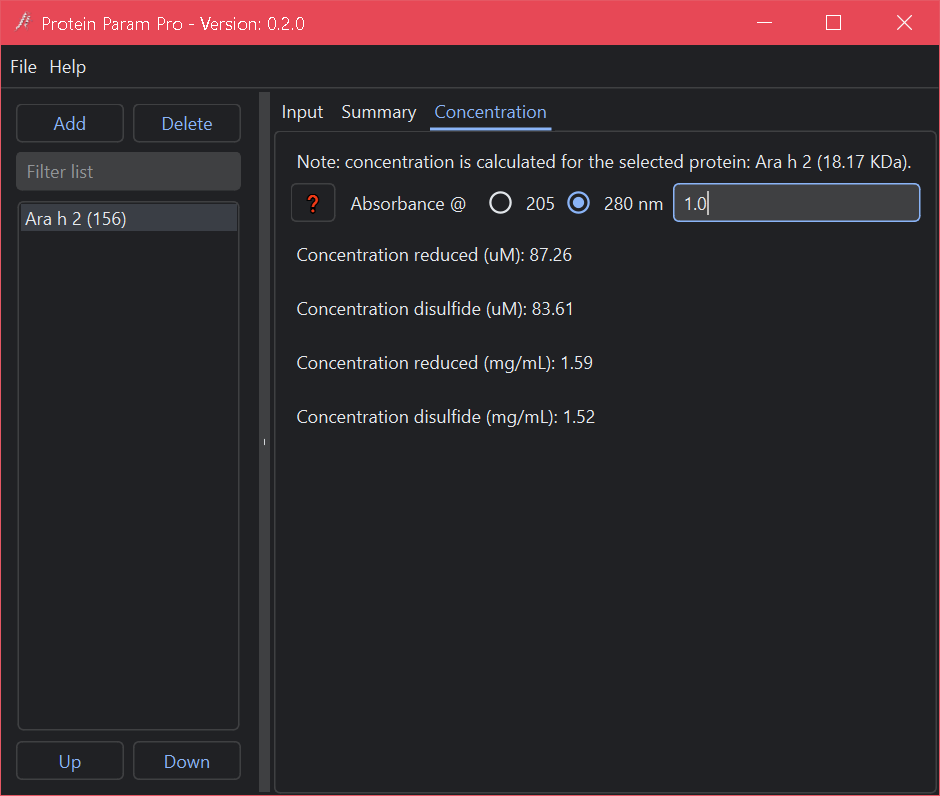 Protein Param Pro - Version: 0.2.0
File Help
Add Delete
Filter list
Ara h 2 (156)
Up Down
Input Summary Concentration
Note: concentration is calculated for the selected protein: Ara h 2 (18.17 KDa).
? Absorbance @ 205 280 nm 1.0
Concentration reduced (uM): 87.26
Concentration disulfide (uM): 83.61
Concentration reduced (mg/mL): 1.59
Concentration disulfide (mg/mL): 1.52